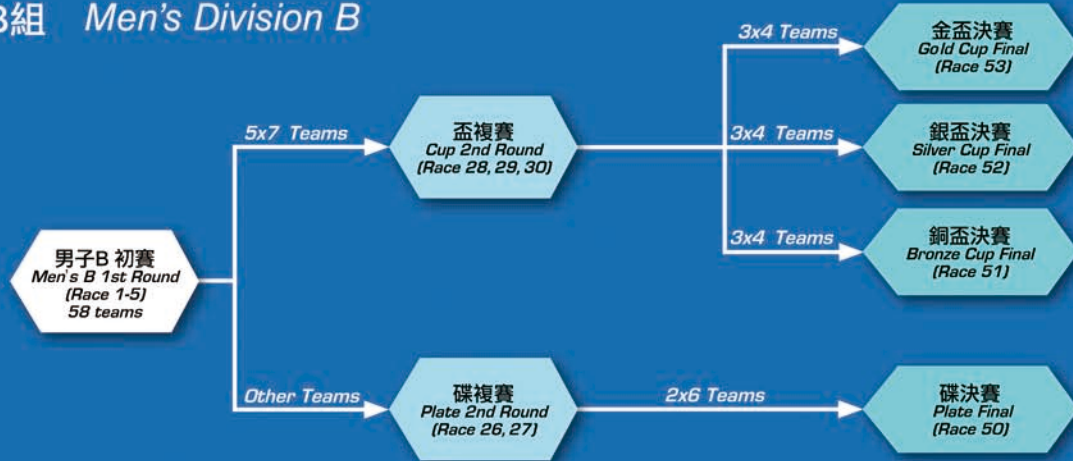 B組 Men's Division B
3x4 Teams
金盃決賽
Gold Cup Final
(Race 53)
5x7 Teams
盃複賽
Cup 2nd Round
(Race 28, 29, 30)
3x4 Teams
銀盃決賽
Silver Cup Final
(Race 52)
3x4 Teams
銅盃決賽
Bronze Cup Final
(Race 51)
男子B 初賽
Men's B 1st Round
(Race 1-5)
58 teams
Other Teams
碟複賽
Plate 2nd Round
(Race 26, 27)
2x6 Teams
碟決賽
Plate Final
(Race 50)